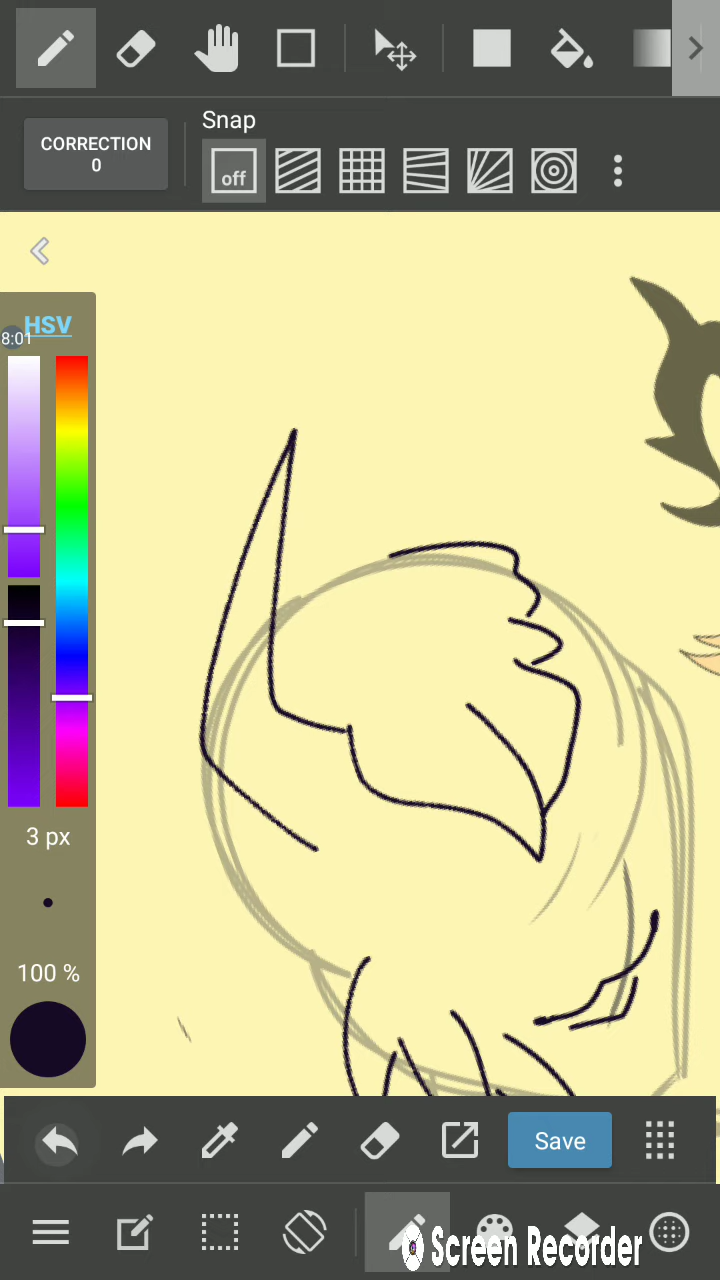 Snap
CORRECTION
0
off
HSV
8:01
3 px
100 %
Save
Screen Recorder